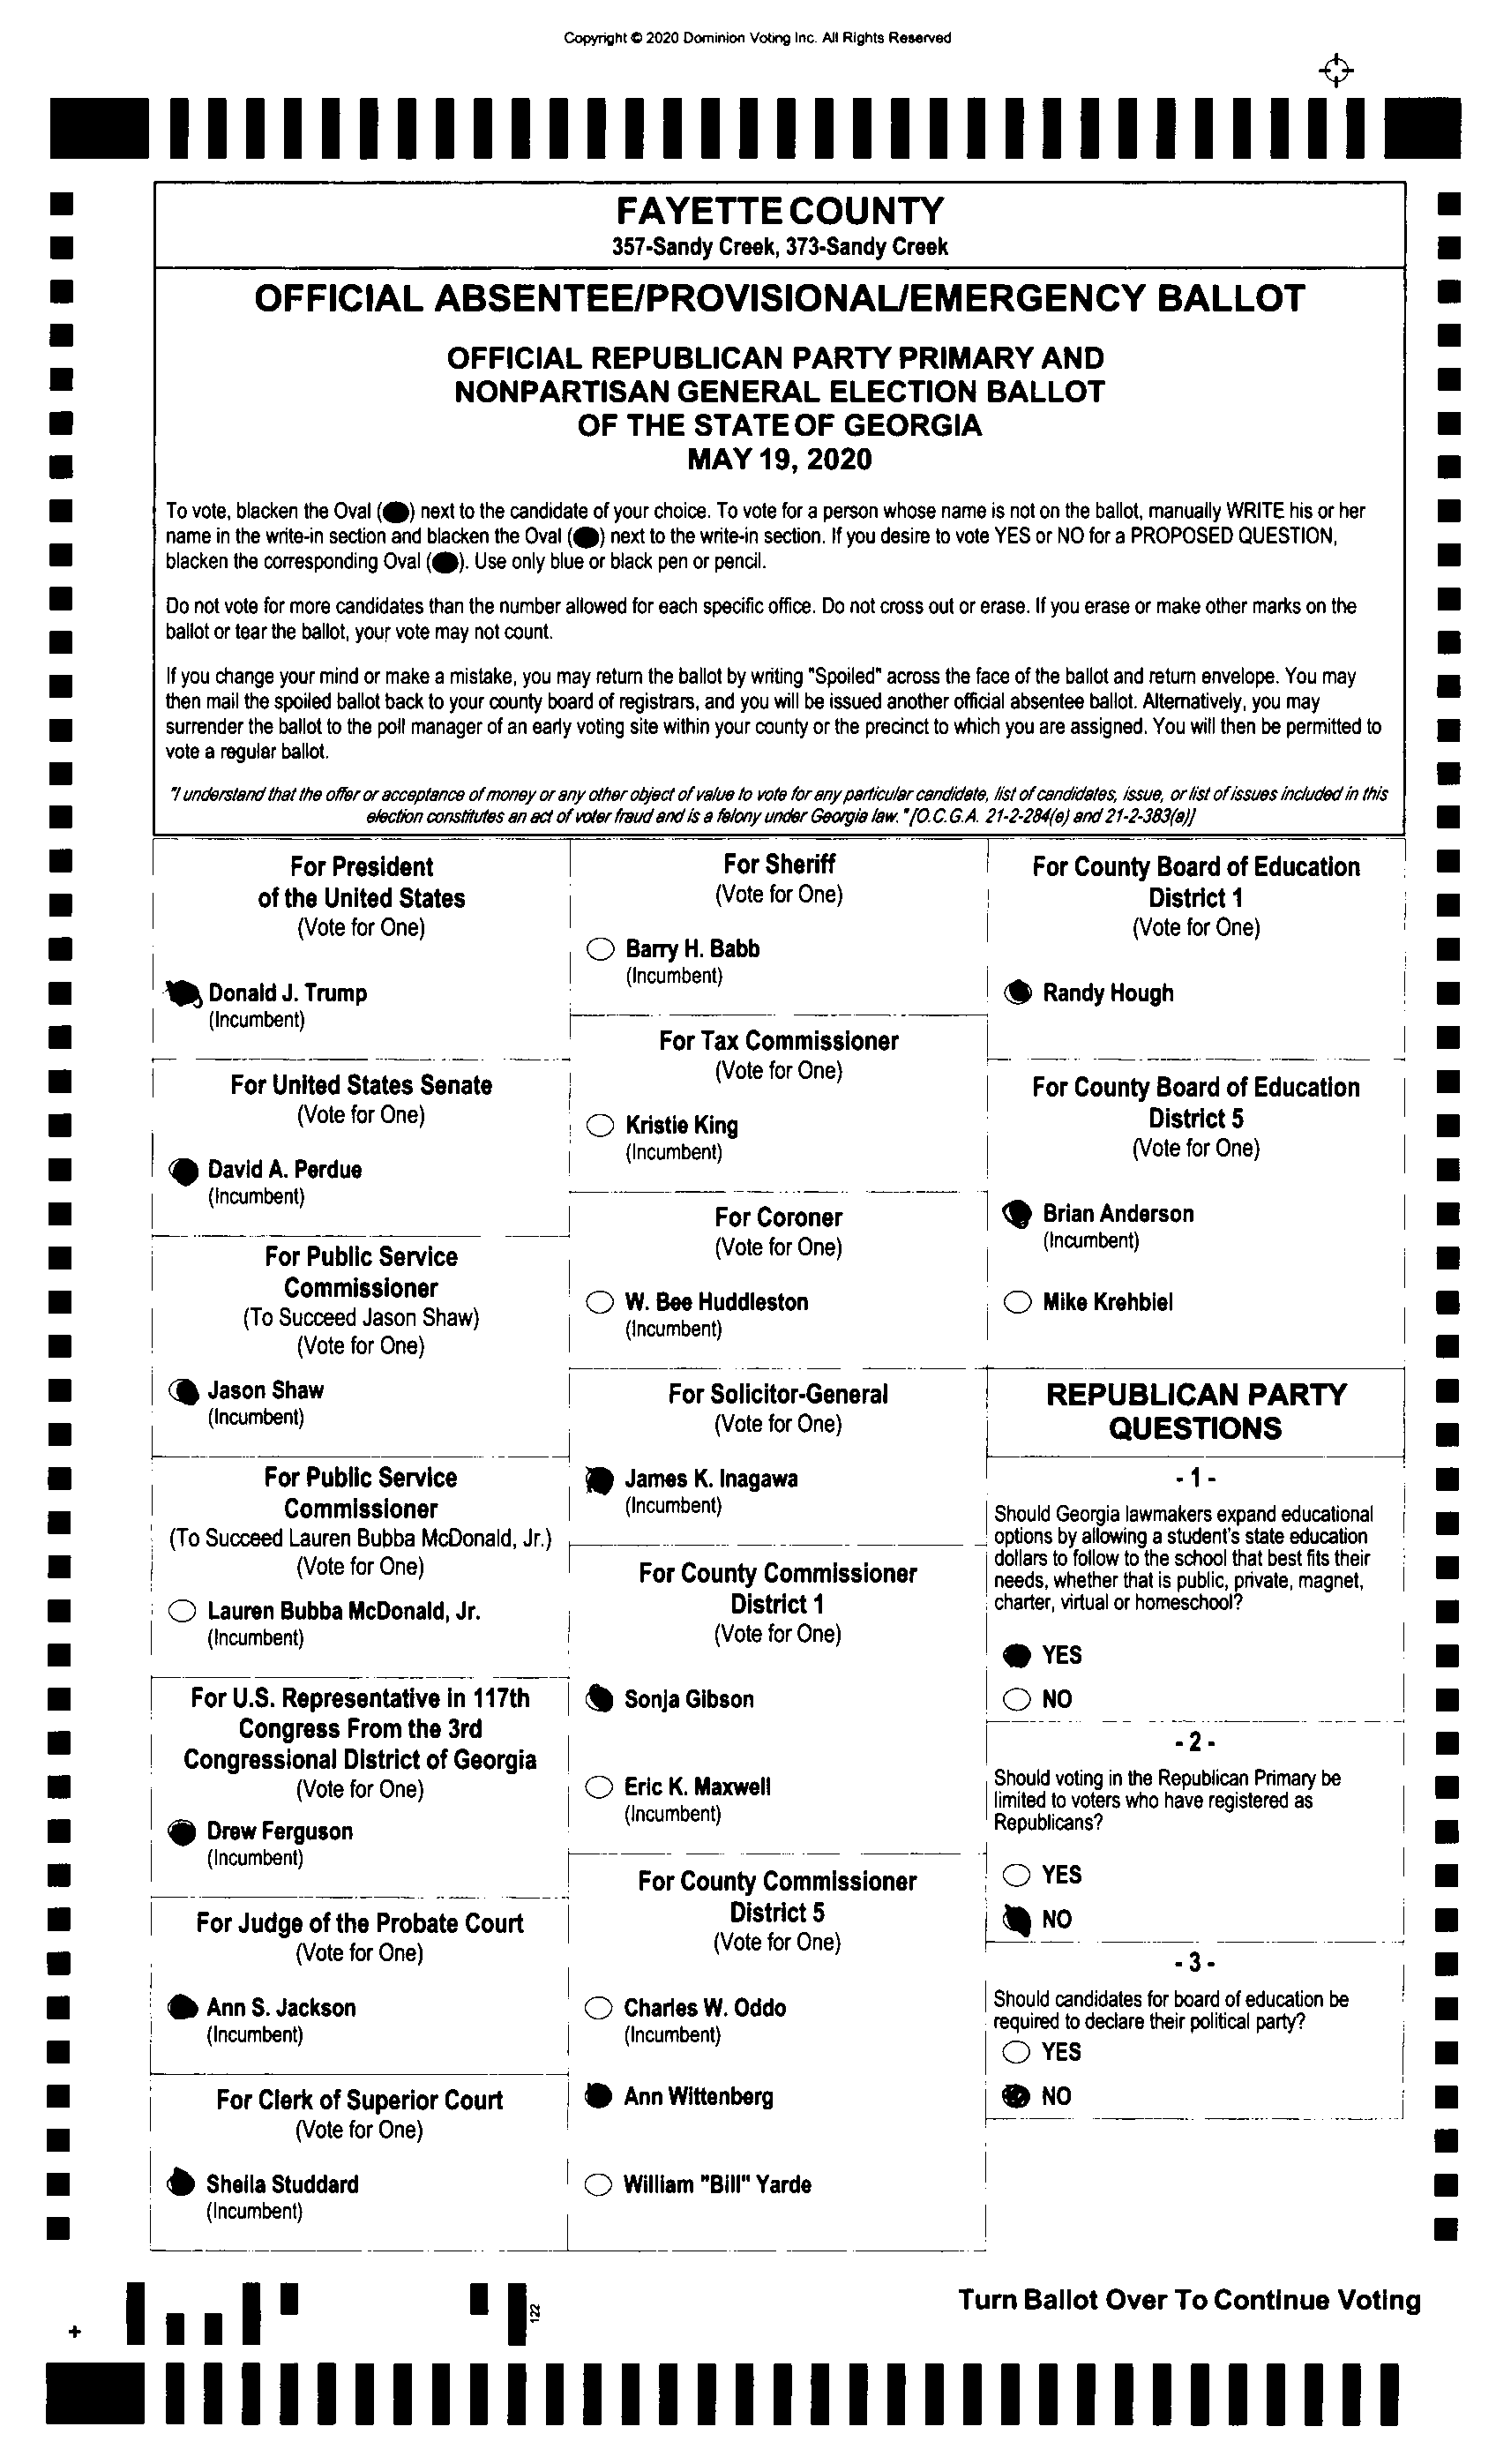 Copyright © 2020 Dominion Voting Inc. All Rights Reserved
FAYETTE COUNTY
357-Sandy Creek, 373-Sandy Creek
OFFICIAL ABSENTEE/PROVISIONAL/EMERGENCY BALLOT
OFFICIAL REPUBLICAN PARTY PRIMARY AND
NONPARTISAN GENERAL ELECTION BALLOT
OF THE STATE OF GEORGIA
MAY 19, 2020
To vote, blacken the Oval ( ) next to the candidate of your choice. To vote for a person whose name is not on the ballot, manually WRITE his or her
name in the write-in section and blacken the Oval ( ) next to the write-in section. If you desire to vote YES or NO for a PROPOSED QUESTION,
blacken the corresponding Oval ( ). Use only blue or black pen or pencil.
Do not vote for more candidates than the number allowed for each specific office. Do not cross out or erase. If you erase or make other marks on the
ballot or tear the ballot, your vote may not count.
If you change your mind or make a mistake, you may return the ballot by writing "Spoiled" across the face of the ballot and return envelope. You may
then mail the spoiled ballot back to your county board of registrars, and you will be issued another official absentee ballot. Alternatively, you may
surrender the ballot to the poll manager of an early voting site within your county or the precinct to which you are assigned. You will then be permitted to
vote a regular ballot.
"I understand that the offer or acceptance of money or any other object of value to vote for any particular candidate, list of candidates, issue, or list of issues included in this
election constitutes an act of voter fraud and is a felony under Georgia law." [O.C.G.A. 21-2-284(e) and 21-2-383(a)]
For President
of the United States
(Vote for One)
Donald J. Trump
(Incumbent)
For United States Senate
(Vote for One)
David A. Perdue
(Incumbent)
For Public Service
Commissioner
(To Succeed Jason Shaw)
(Vote for One)
Jason Shaw
(Incumbent)
For Public Service
Commissioner
(To Succeed Lauren Bubba McDonald, Jr.)
(Vote for One)
Lauren Bubba McDonald, Jr.
(Incumbent)
For U.S. Representative in 117th
Congress From the 3rd
Congressional District of Georgia
(Vote for One)
Drew Ferguson
(Incumbent)
For Judge of the Probate Court
(Vote for One)
Ann S. Jackson
(Incumbent)
For Clerk of Superior Court
(Vote for One)
Sheila Studdard
(Incumbent)
For Sheriff
(Vote for One)
Barry H. Babb
(Incumbent)
For Tax Commissioner
(Vote for One)
Kristie King
(Incumbent)
For Coroner
(Vote for One)
W. Bee Huddleston
(Incumbent)
For Solicitor-General
(Vote for One)
James K. Inagawa
(Incumbent)
For County Commissioner
District 1
(Vote for One)
Sonja Gibson
Eric K. Maxwell
(Incumbent)
For County Commissioner
District 5
(Vote for One)
Charles W. Oddo
(Incumbent)
Ann Wittenberg
William "Bill" Yarde
For County Board of Education
District 1
(Vote for One)
Randy Hough
For County Board of Education
District 5
(Vote for One)
Brian Anderson
(Incumbent)
Mike Krehbiel
REPUBLICAN PARTY
QUESTIONS
- 1 -
Should Georgia lawmakers expand educational
options by allowing a student's state education
dollars to follow to the school that best fits their
needs, whether that is public, private, magnet,
charter, virtual or homeschool?
YES
NO
- 2 -
Should voting in the Republican Primary be
limited to voters who have registered as
Republicans?
YES
NO
- 3 -
Should candidates for board of education be
required to declare their political party?
YES
NO
122
Turn Ballot Over To Continue Voting